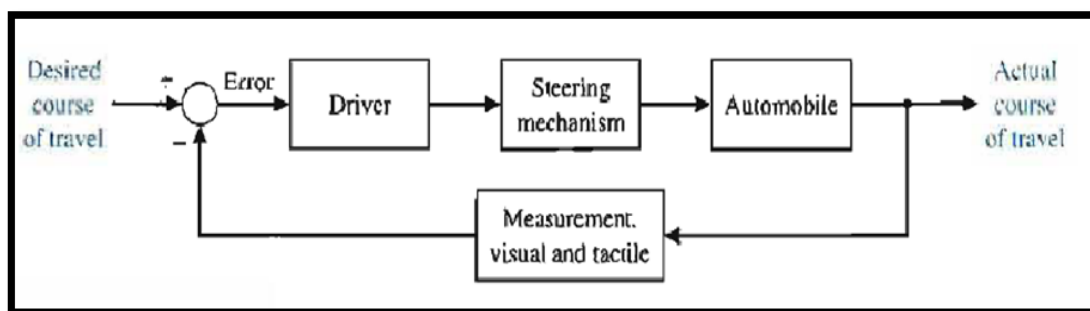 Desired
course
of travel
+
−
Error
Driver
Steering
mechanism
Automobile
Actual
course
of travel
Measurement,
visual and tactile